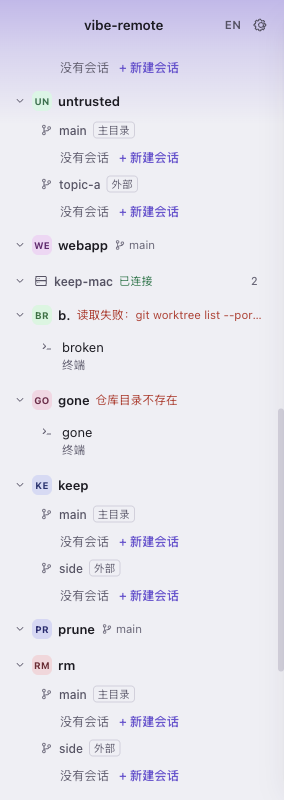 vibe-remote EN
没有会话 + 新建会话
UN untrusted
main 主目录
没有会话 + 新建会话
topic-a 外部
没有会话 + 新建会话
WE webapp main
keep-mac 已连接 2
BR b. 读取失败：git worktree list --por...
broken
终端
GO gone 仓库目录不存在
gone
终端
KE keep
main 主目录
没有会话 + 新建会话
side 外部
没有会话 + 新建会话
PR prune main
RM rm
main 主目录
没有会话 + 新建会话
side 外部
没有会话 + 新建会话